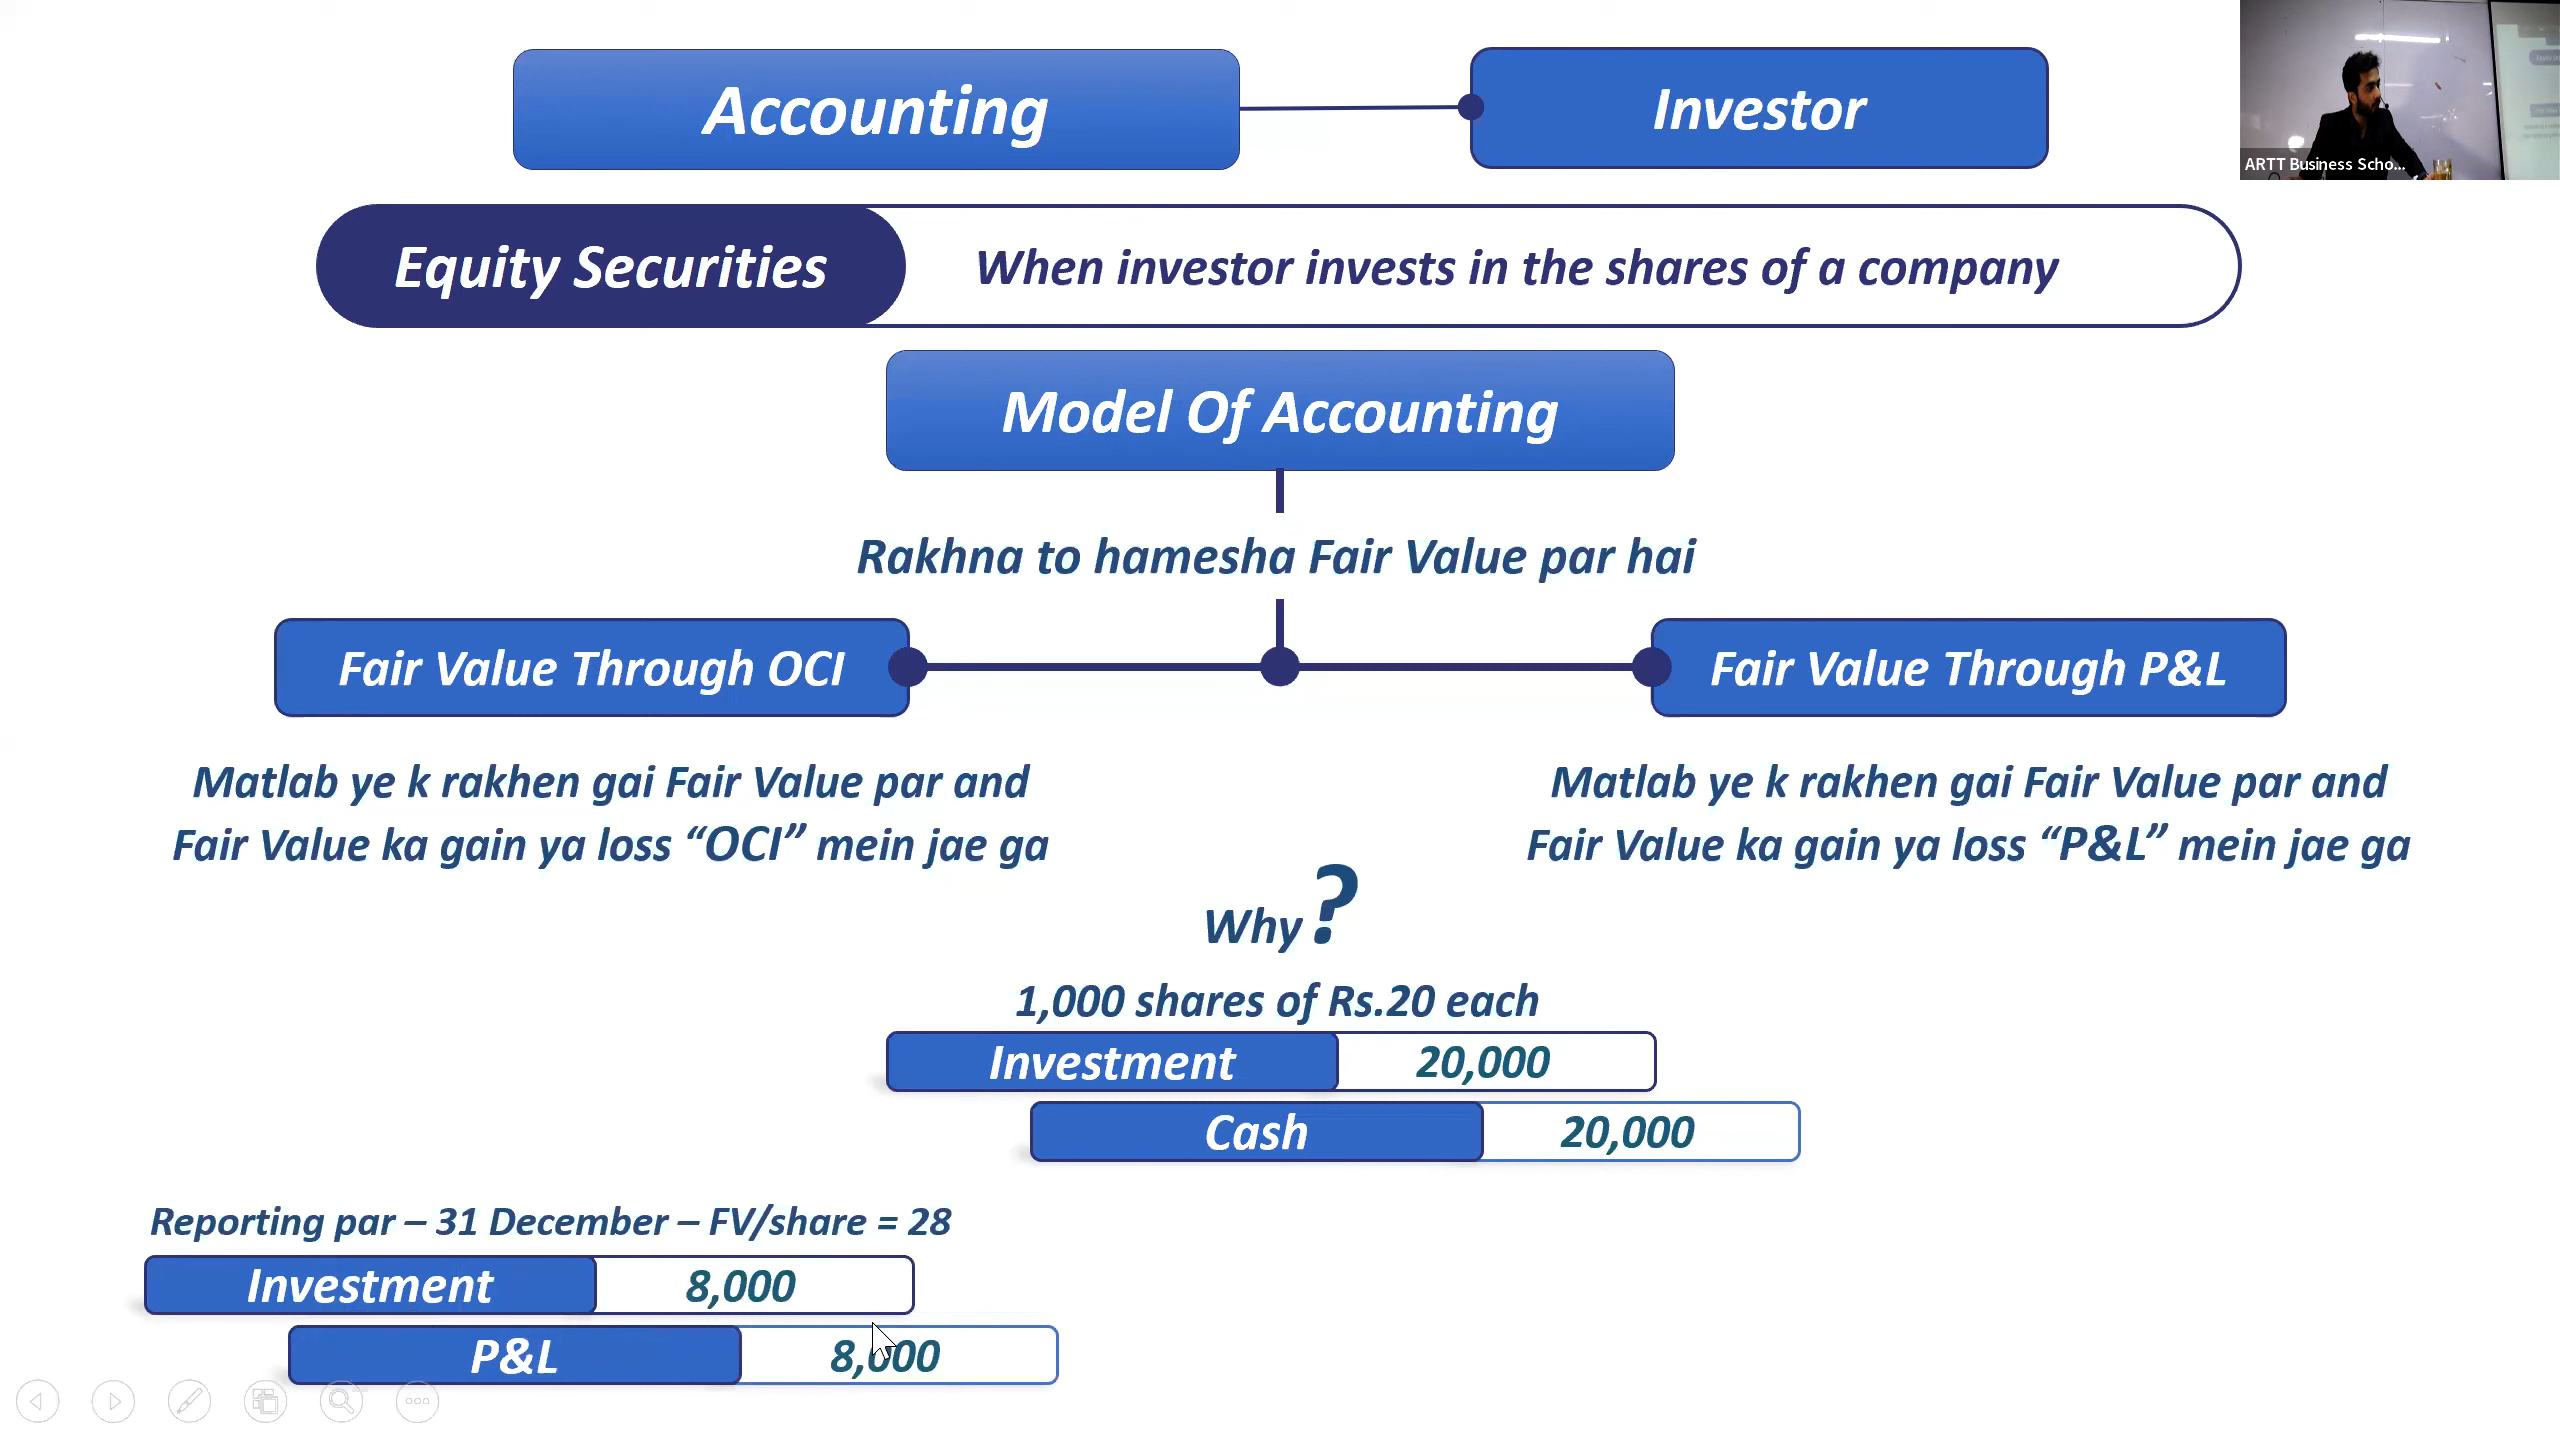 Accounting
Investor
ARTT Business Scho...
Equity Securities
When investor invests in the shares of a company
Model Of Accounting
Rakhna to hamesha Fair Value par hai
Fair Value Through OCI
Fair Value Through P&L
Matlab ye k rakhen gai Fair Value par and
Fair Value ka gain ya loss “OCI” mein jae ga
Matlab ye k rakhen gai Fair Value par and
Fair Value ka gain ya loss “P&L” mein jae ga
Why?
1,000 shares of Rs.20 each
Investment 20,000
Cash 20,000
Reporting par – 31 December – FV/share = 28
Investment 8,000
P&L 8,000